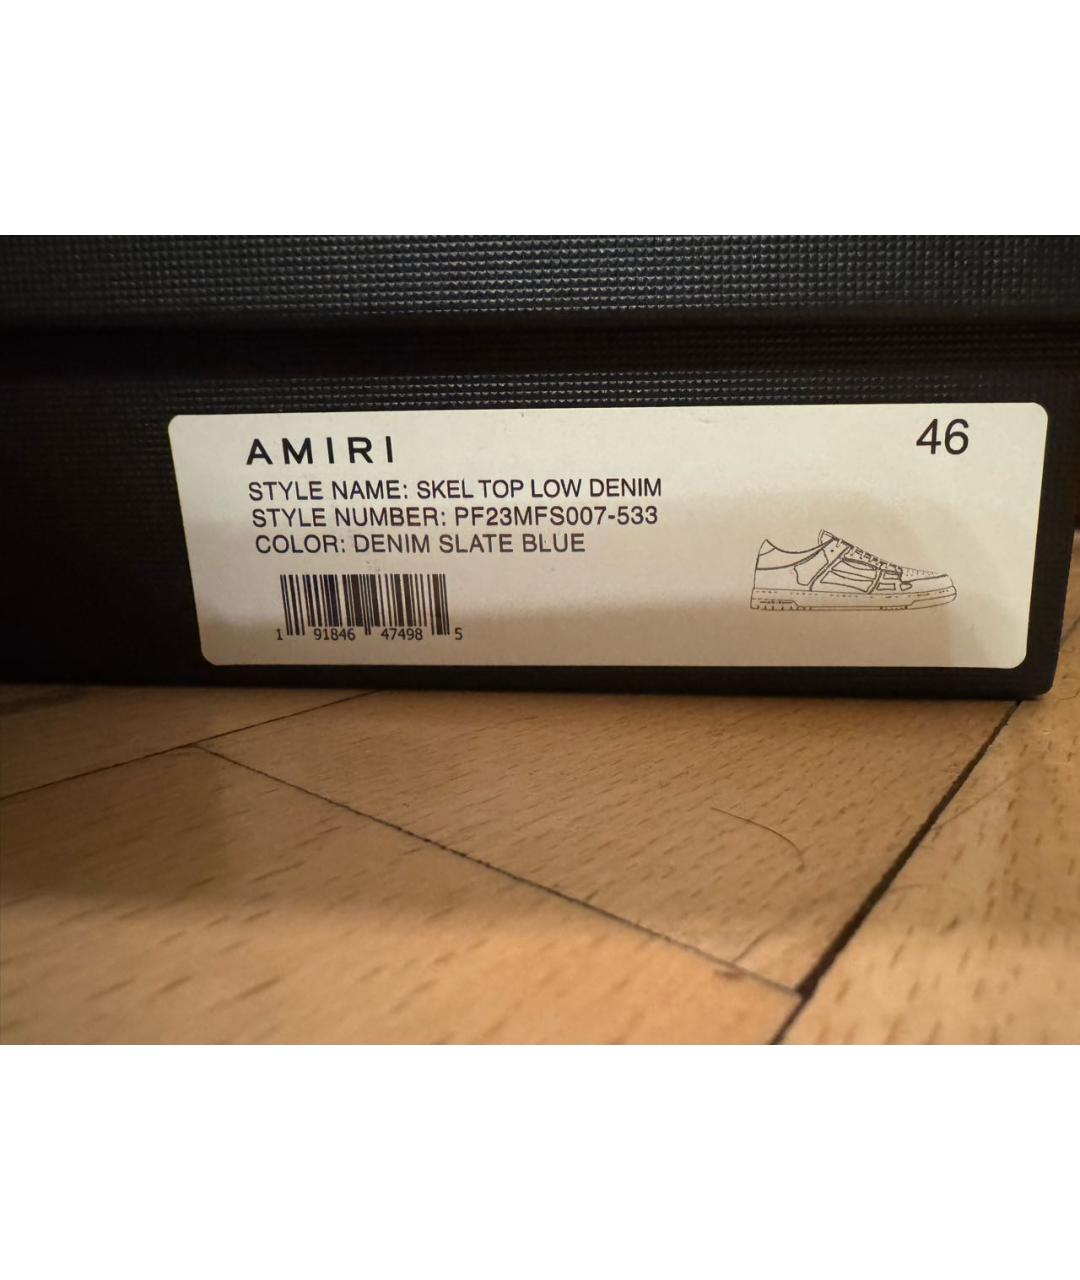 AMIRI
46
STYLE NAME: SKEL TOP LOW DENIM
STYLE NUMBER: PF23MFS007-533
COLOR: DENIM SLATE BLUE
1 91846 47498 5